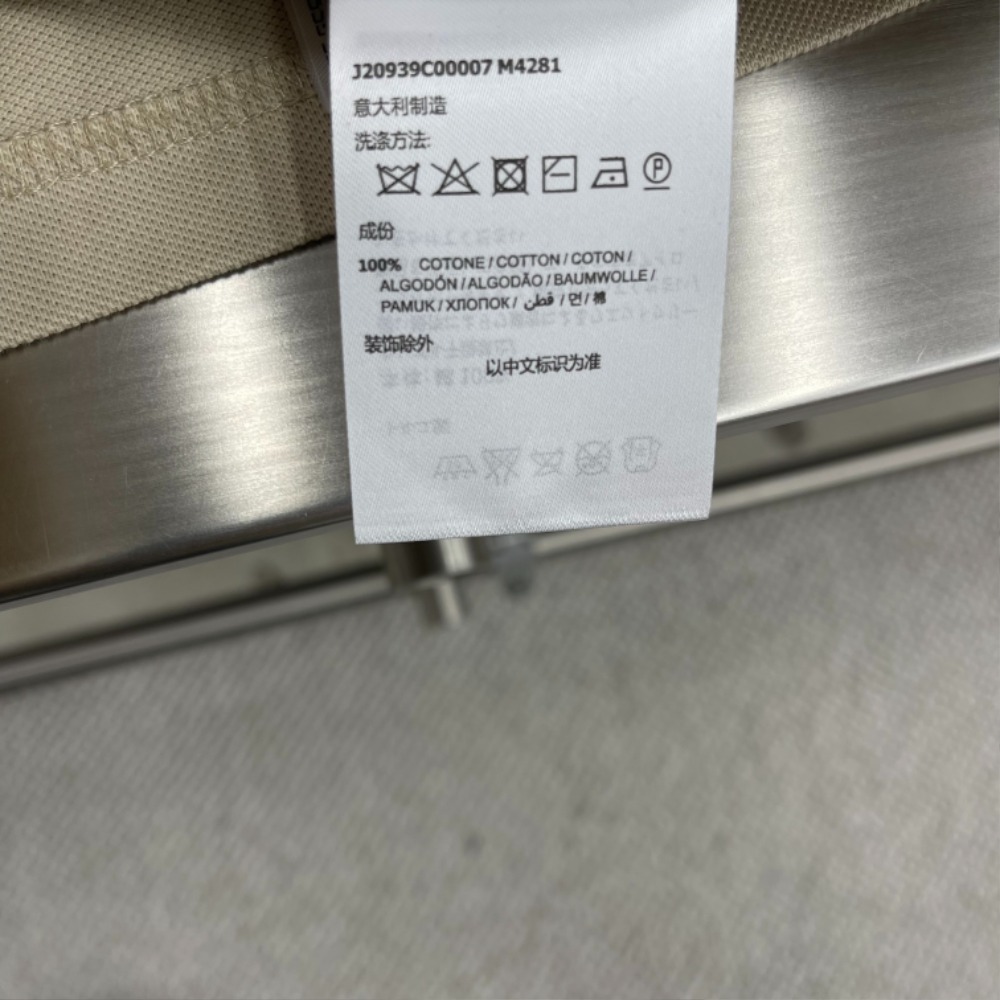 J20939C00007 M4281
意大利制造
洗涤方法:
P
成份
100% COTONE / COTTON / COTON /
ALGODÓN / ALGODÃO / BAUMWOLLE /
PAMUK / ХЛОПОК / قطن / 면 / 棉
装饰除外
以中文标识为准